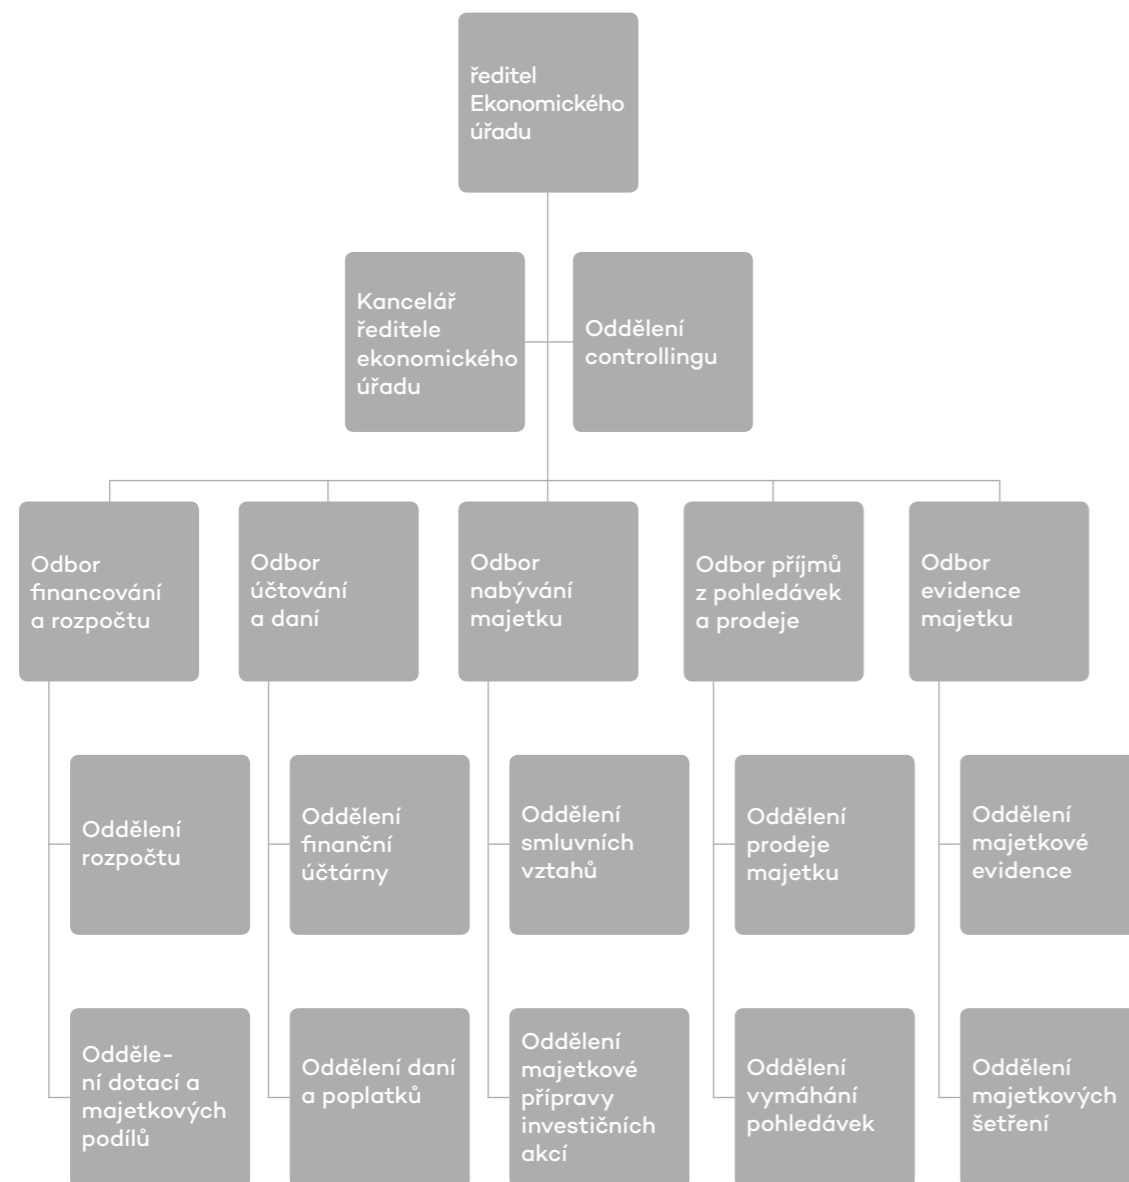 ředitel
Ekonomického
úřadu
Kancelář
ředitele
ekonomického
úřadu
Oddělení
controllingu
Odbor
financování
a rozpočtu
Odbor
účtování
a daní
Odbor
nabývání
majetku
Odbor příjmů
z pohledávek
a prodeje
Odbor
evidence
majetku
Oddělení
rozpočtu
Oddělení
finanční
účtárny
Oddělení
smluvních
vztahů
Oddělení
prodeje
majetku
Oddělení
majetkové
evidence
Odděle-
ní dotací a
majetkových
podílů
Oddělení daní
a poplatků
Oddělení
majetkové
přípravy
investičních
akcí
Oddělení
vymáhání
pohledávek
Oddělení
majetkových
šetření